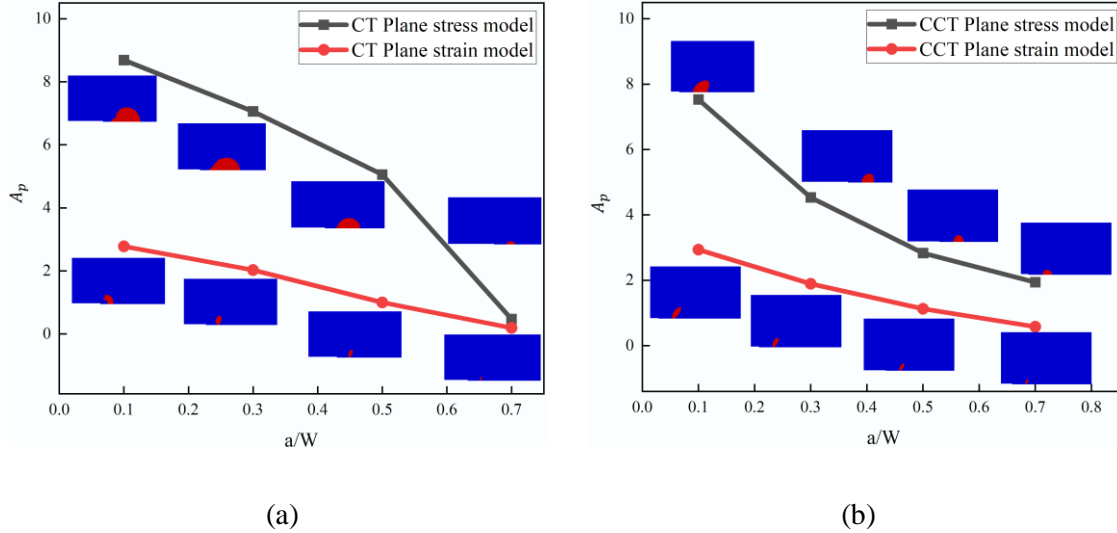 10
8
6
4
2
0
A_p
0.0 0.1 0.2 0.3 0.4 0.5 0.6 0.7
a/W
CT Plane stress model
CT Plane strain model
(a)
10
8
6
4
2
0
A_p
0.0 0.1 0.2 0.3 0.4 0.5 0.6 0.7 0.8
a/W
CCT Plane stress model
CCT Plane strain model
(b)